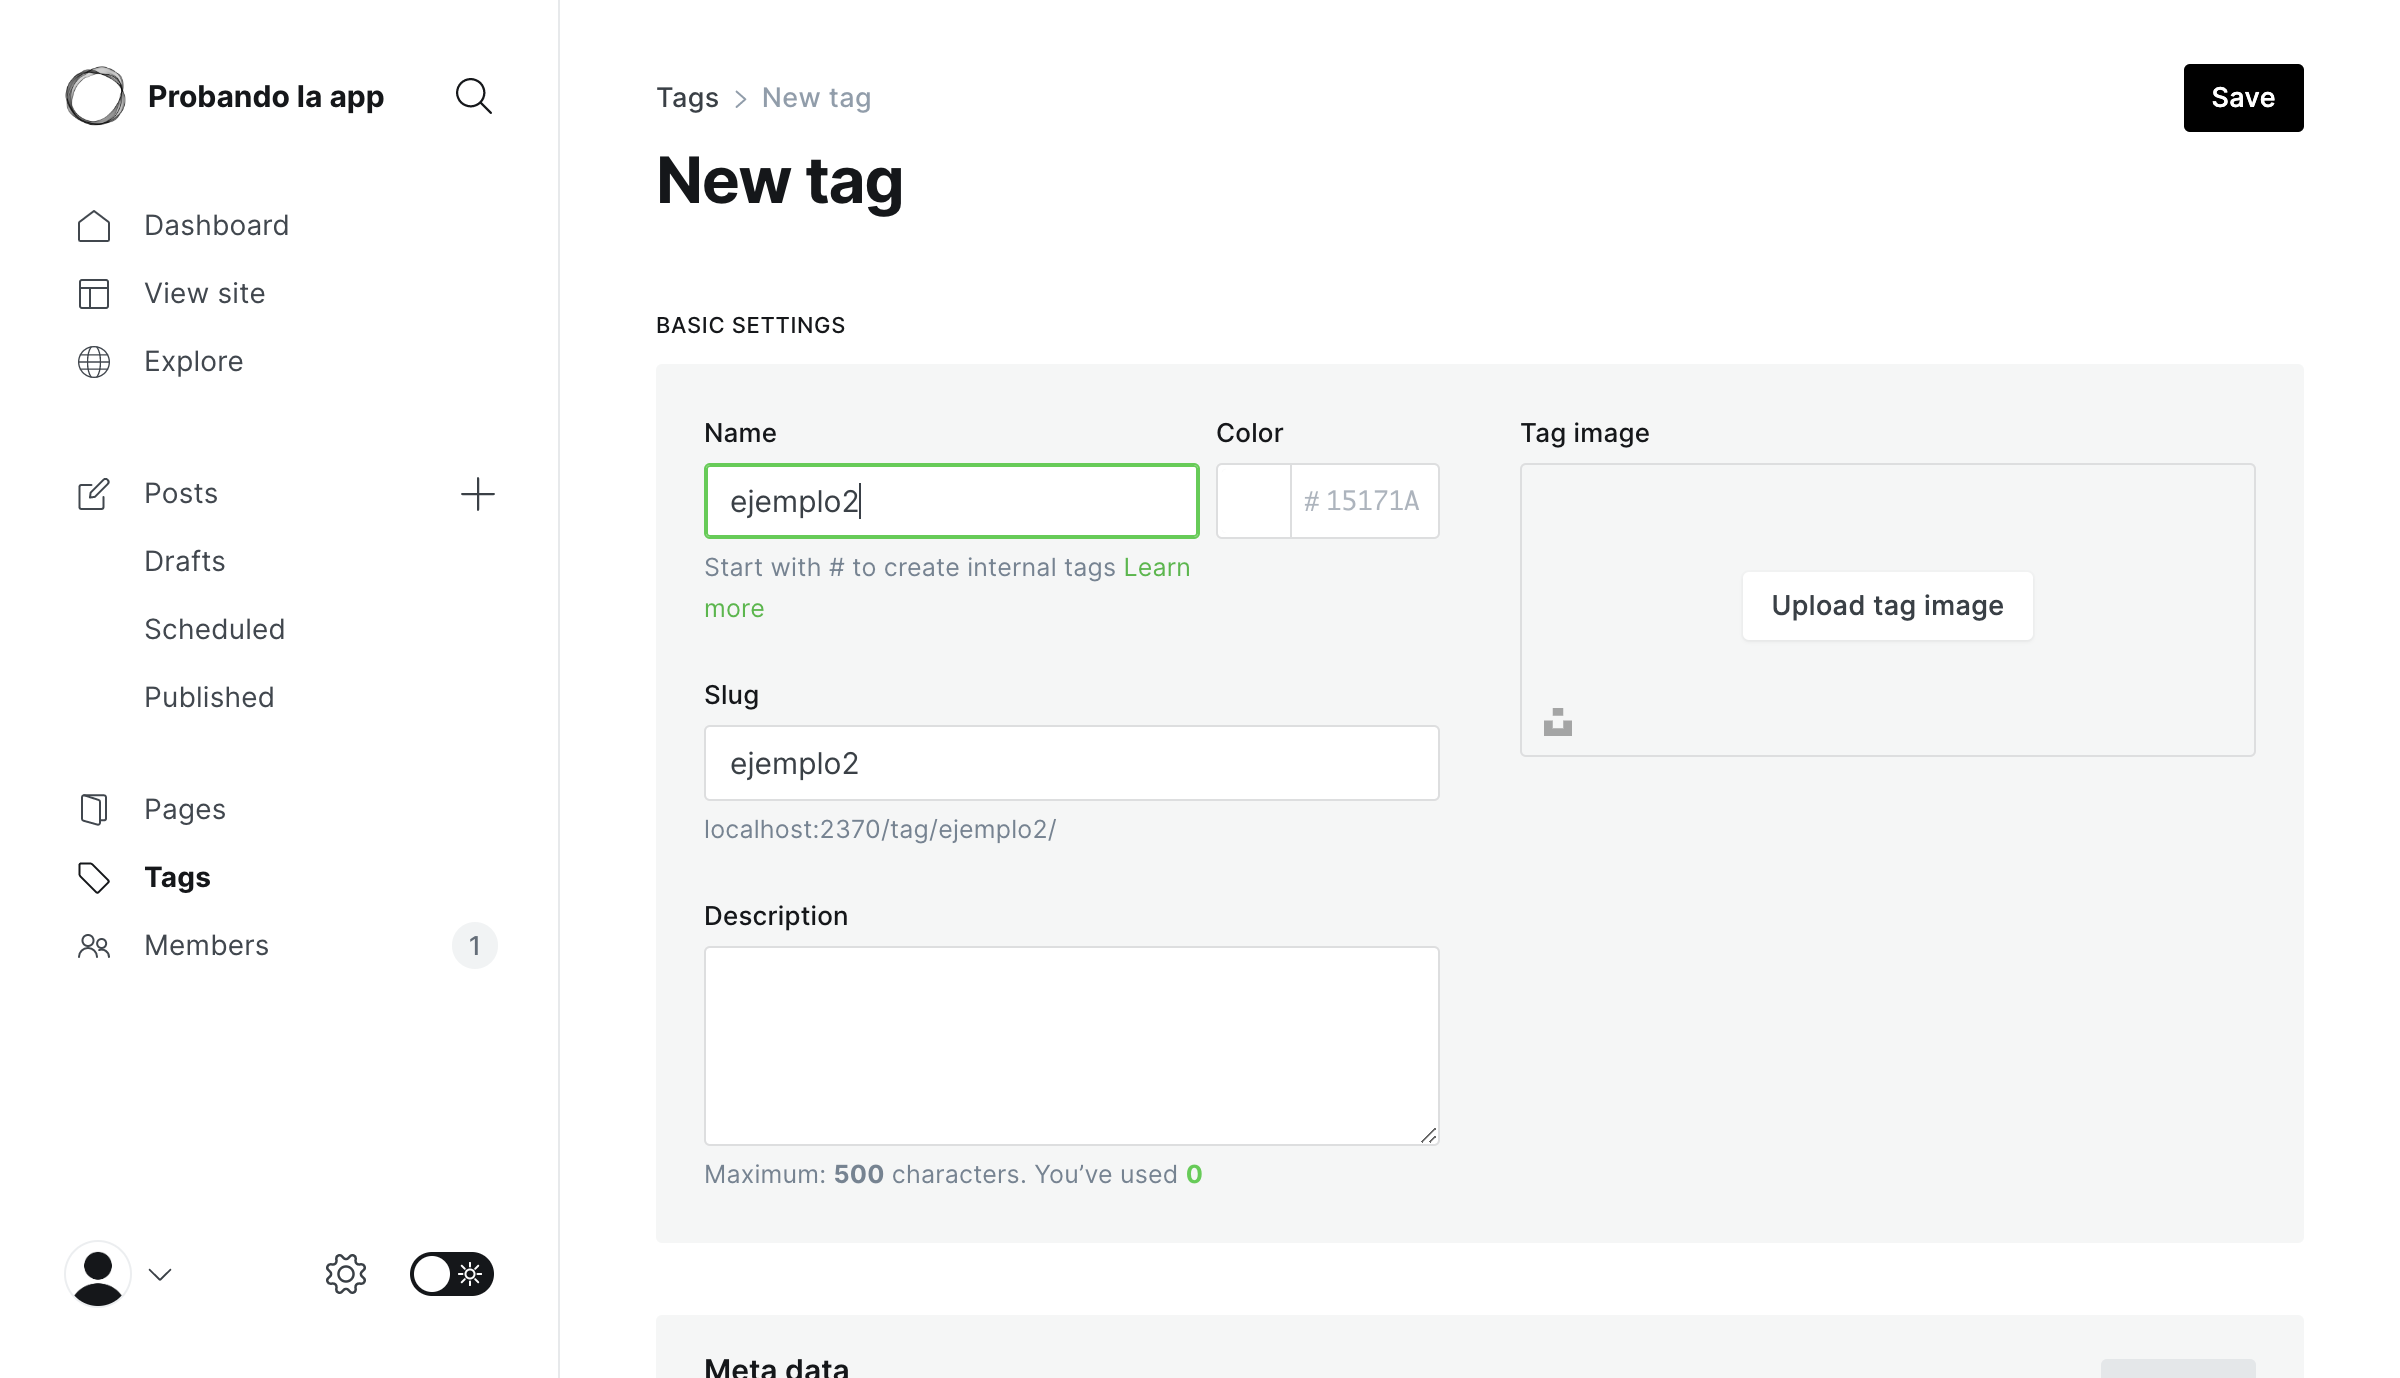 Probando la app
Dashboard
View site
Explore
Posts
Drafts
Scheduled
Published
Pages
Tags
Members
1
Tags > New tag
Save
New tag
BASIC SETTINGS
Name
ejemplo2
Start with # to create internal tags Learn
more
Color
# 15171A
Slug
ejemplo2
localhost:2370/tag/ejemplo2/
Description
Maximum: 500 characters. You’ve used 0
Tag image
Upload tag image
Meta data